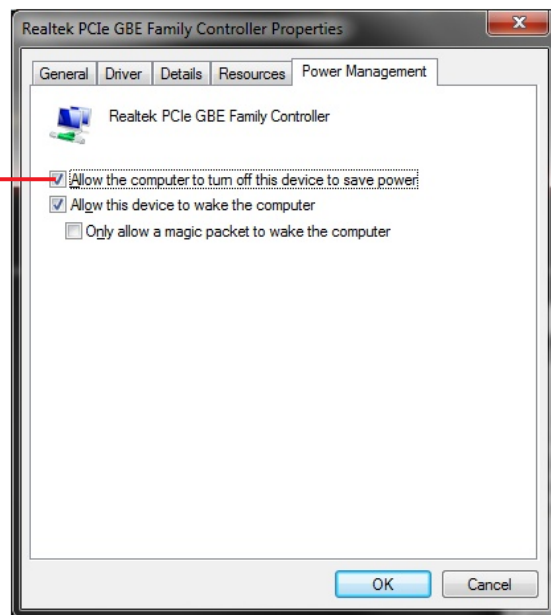 Realtek PCIe GBE Family Controller Properties
General Driver Details Resources Power Management
Realtek PCIe GBE Family Controller
Allow the computer to turn off this device to save power
Allow this device to wake the computer
Only allow a magic packet to wake the computer
OK Cancel